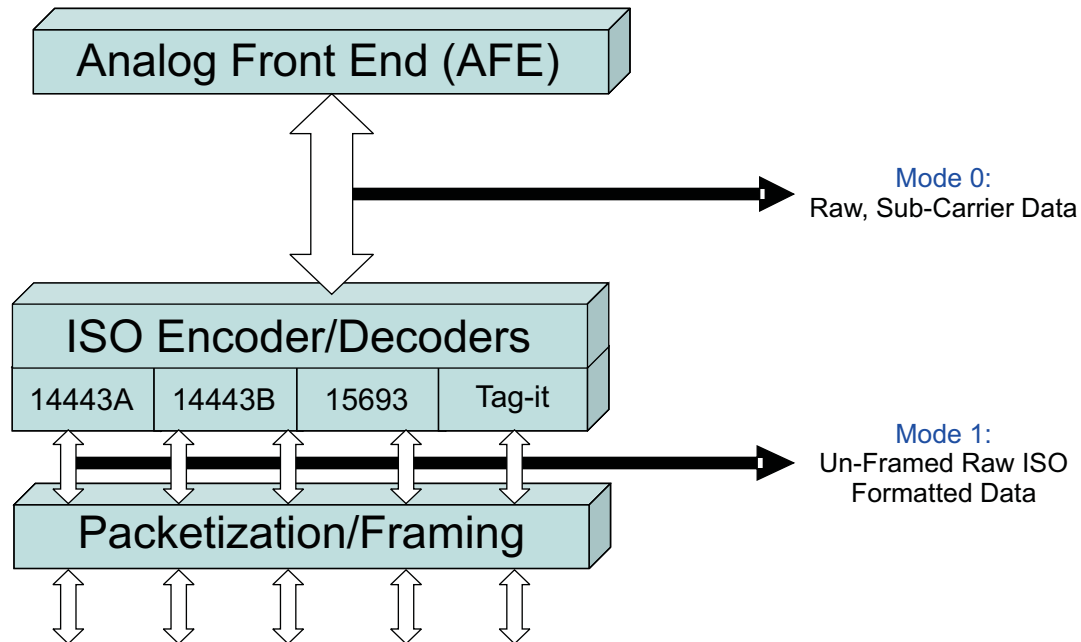 Analog Front End (AFE)
Mode 0:
Raw, Sub-Carrier Data
ISO Encoder/Decoders
14443A 14443B 15693 Tag-it
Mode 1:
Un-Framed Raw ISO
Formatted Data
Packetization/Framing